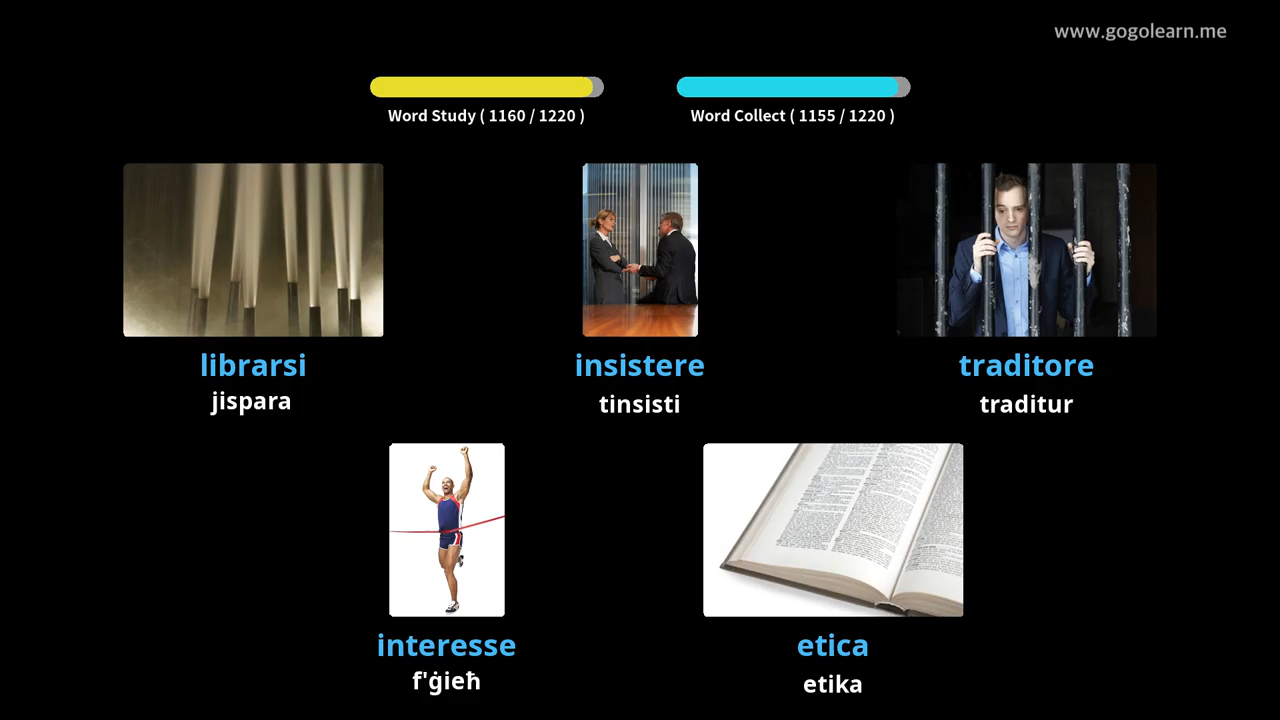 www.gogolearn.me
Word Study ( 1160 / 1220 )
Word Collect ( 1155 / 1220 )
librarsi
jispara
insistere
tinsisti
traditore
traditur
interesse
f'ġieħ
etica
etika